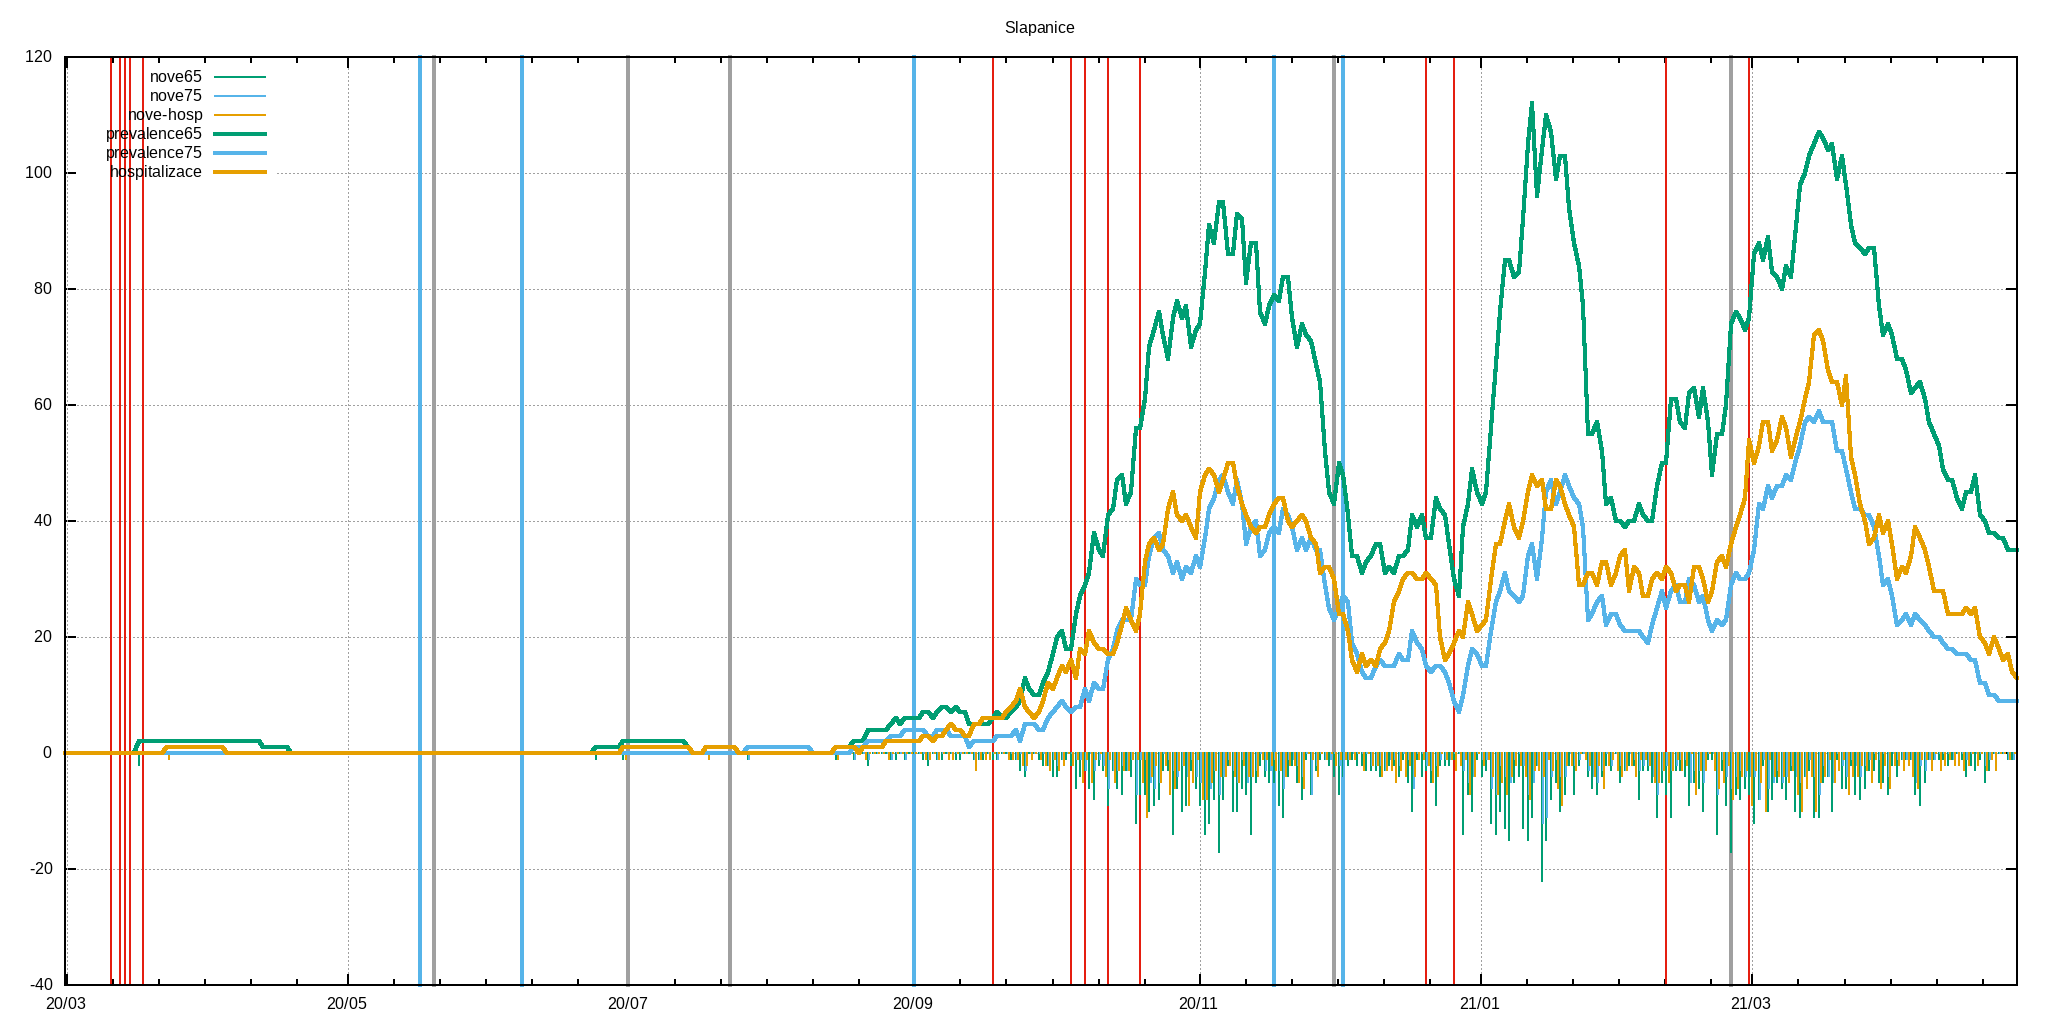 Slapanice
120
100
80
60
40
20
0
-20
-40
nove65
nove75
nove-hosp
prevalence65
prevalence75
hospitalizace
20/03 20/05 20/07 20/09 20/11 21/01 21/03